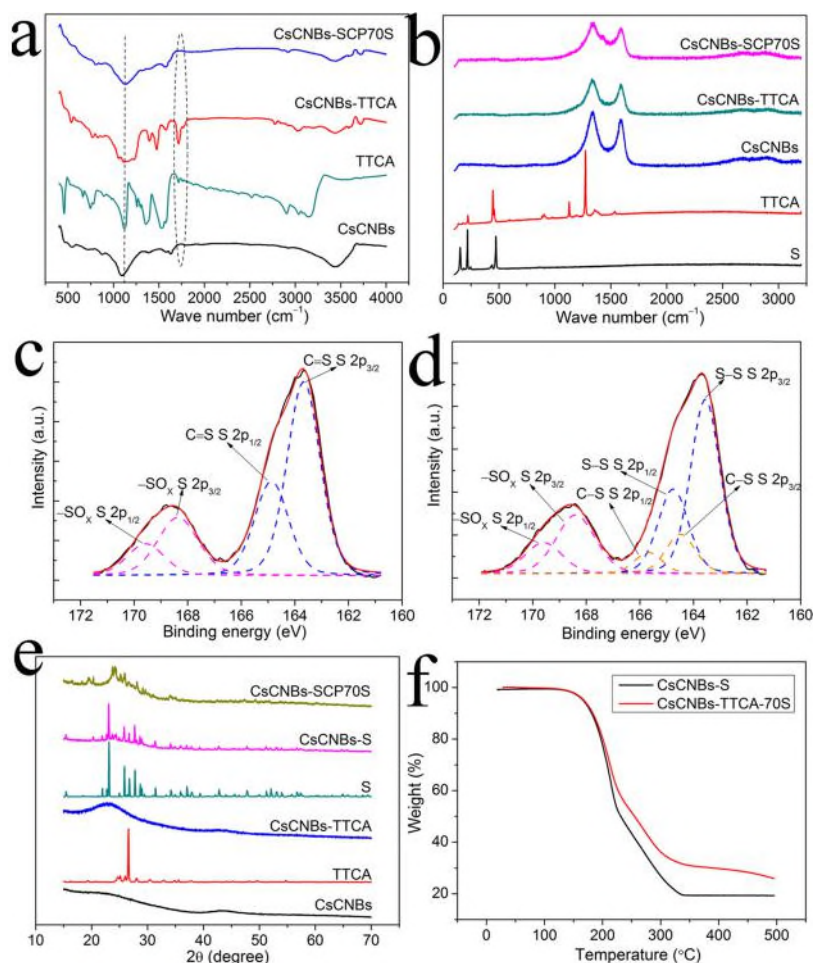 a
CsCNBs-SCP70S
CsCNBs-TTCA
TTCA
CsCNBs
500 1000 1500 2000 2500 3000 3500 4000
Wave number (cm⁻¹)
b
CsCNBs-SCP70S
CsCNBs-TTCA
CsCNBs
TTCA
S
500 1000 1500 2000 2500 3000
Wave number (cm⁻¹)
c
Intensity (a.u.)
C=S S 2p3/2
C=S S 2p1/2
–SOX S 2p3/2
–SOX S 2p1/2
172 170 168 166 164 162 160
Binding energy (eV)
d
Intensity (a.u.)
S–S S 2p3/2
S–S S 2p1/2
–SOX S 2p3/2
C–S S 2p1/2
C–S S 2p3/2
–SOX S 2p1/2
172 170 168 166 164 162 160
Binding energy (eV)
e
CsCNBs-SCP70S
CsCNBs-S
S
CsCNBs-TTCA
TTCA
CsCNBs
10 20 30 40 50 60 70
2θ (degree)
f
CsCNBs-S
CsCNBs-TTCA-70S
Weight (%)
100
80
60
40
20
0 100 200 300 400 500
Temperature (°C)